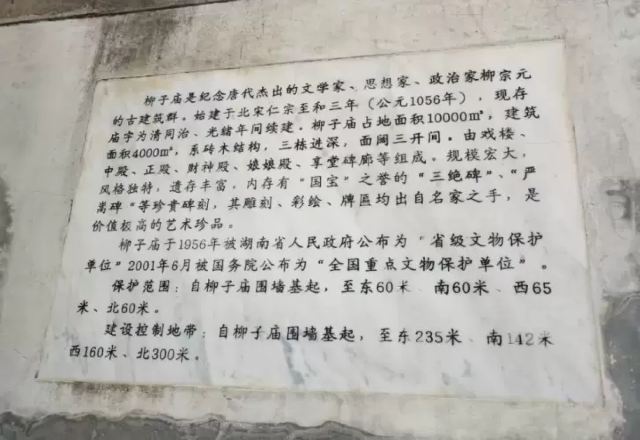 柳子庙是纪念唐代杰出的文学家、思想家、政治家柳宗元
的古建筑群。始建于北宋仁宗至和三年（公元1056年），现存
庙宇为清同治、光绪年间续建。柳子庙占地面积10000㎡，建筑
面积4000㎡，系砖木结构，三栋进深，面阔三开间。由戏楼、
中殿、正殿、财神殿、娘娘殿、享堂碑廊等组成。规模宏大，
风格独特，遗存丰富，内存有“国宝”之誉的“三绝碑”、“严
嵩碑”等珍贵碑刻，其雕刻、彩绘、牌匾均出自名家之手，是
价值极高的艺术珍品。
柳子庙于1956年被湖南省人民政府公布为“省级文物保护
单位”2001年6月被国务院公布为“全国重点文物保护单位”。
保护范围：自柳子庙围墙基起，至东60米、南60米、西65
米、北60米。
建设控制地带：自柳子庙围墙基起，至东235米、南142米
西160米、北300米。